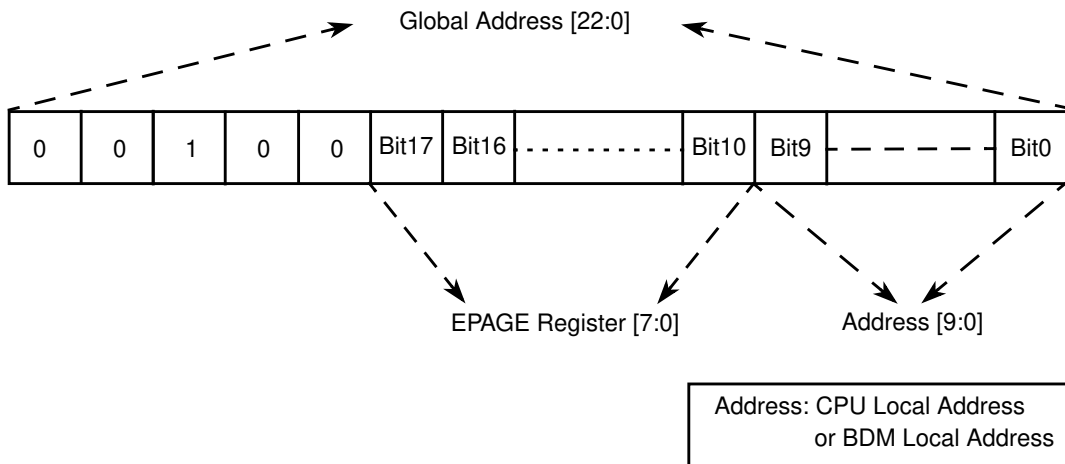 Global Address [22:0]
0 0 1 0 0 Bit17 Bit16 Bit10 Bit9 Bit0
EPAGE Register [7:0] Address [9:0]
Address: CPU Local Address
or BDM Local Address